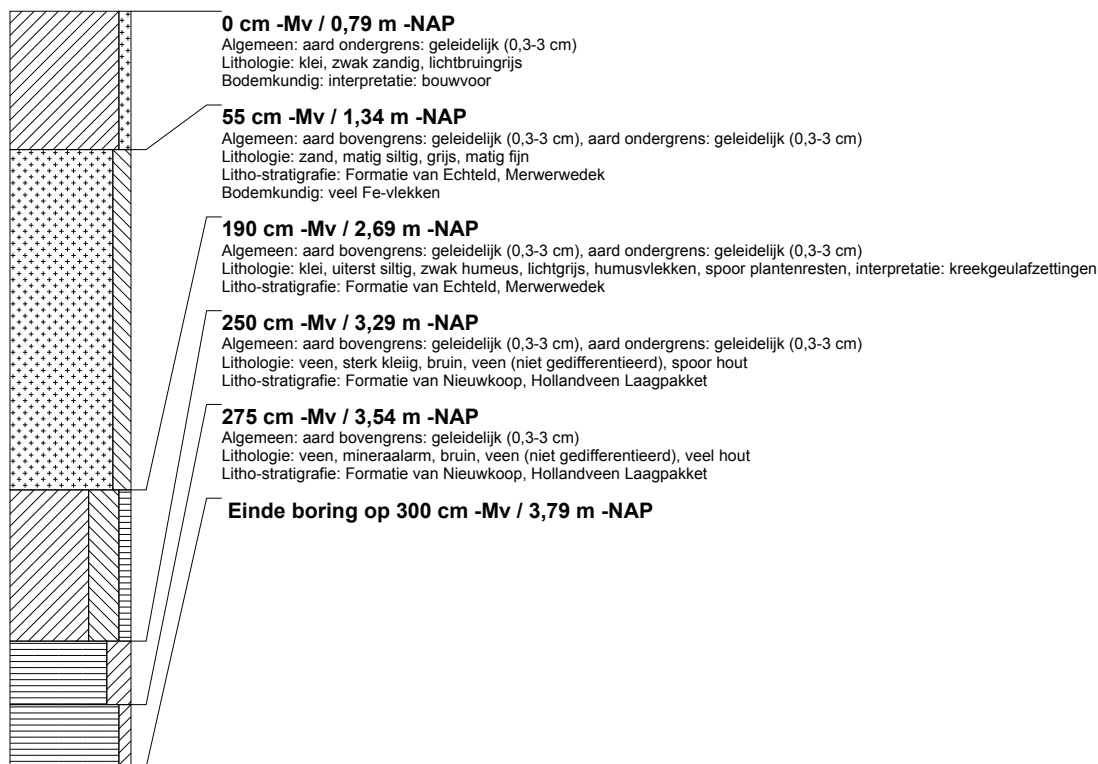 0 cm -Mv / 0,79 m -NAP
Algemeen: aard ondergrens: geleidelijk (0,3-3 cm)
Lithologie: klei, zwak zandig, lichtbruingrijs
Bodemkundig: interpretatie: bouwvoor
55 cm -Mv / 1,34 m -NAP
Algemeen: aard bovengrens: geleidelijk (0,3-3 cm), aard ondergrens: geleidelijk (0,3-3 cm)
Lithologie: zand, matig siltig, grijs, matig fijn
Litho-stratigrafie: Formatie van Echteld, Merwerwedek
Bodemkundig: veel Fe-vlekken
190 cm -Mv / 2,69 m -NAP
Algemeen: aard bovengrens: geleidelijk (0,3-3 cm), aard ondergrens: geleidelijk (0,3-3 cm)
Lithologie: klei, uiterst siltig, zwak humeus, lichtgrijs, humusvlekken, spoor plantenresten, interpretatie: kreekgeulafzettingen
Litho-stratigrafie: Formatie van Echteld, Merwerwedek
250 cm -Mv / 3,29 m -NAP
Algemeen: aard bovengrens: geleidelijk (0,3-3 cm), aard ondergrens: geleidelijk (0,3-3 cm)
Lithologie: veen, sterk kleiig, bruin, veen (niet gedifferentieerd), spoor hout
Litho-stratigrafie: Formatie van Nieuwkoop, Hollandveen Laagpakket
275 cm -Mv / 3,54 m -NAP
Algemeen: aard bovengrens: geleidelijk (0,3-3 cm)
Lithologie: veen, mineraalarm, bruin, veen (niet gedifferentieerd), veel hout
Litho-stratigrafie: Formatie van Nieuwkoop, Hollandveen Laagpakket
Einde boring op 300 cm -Mv / 3,79 m -NAP